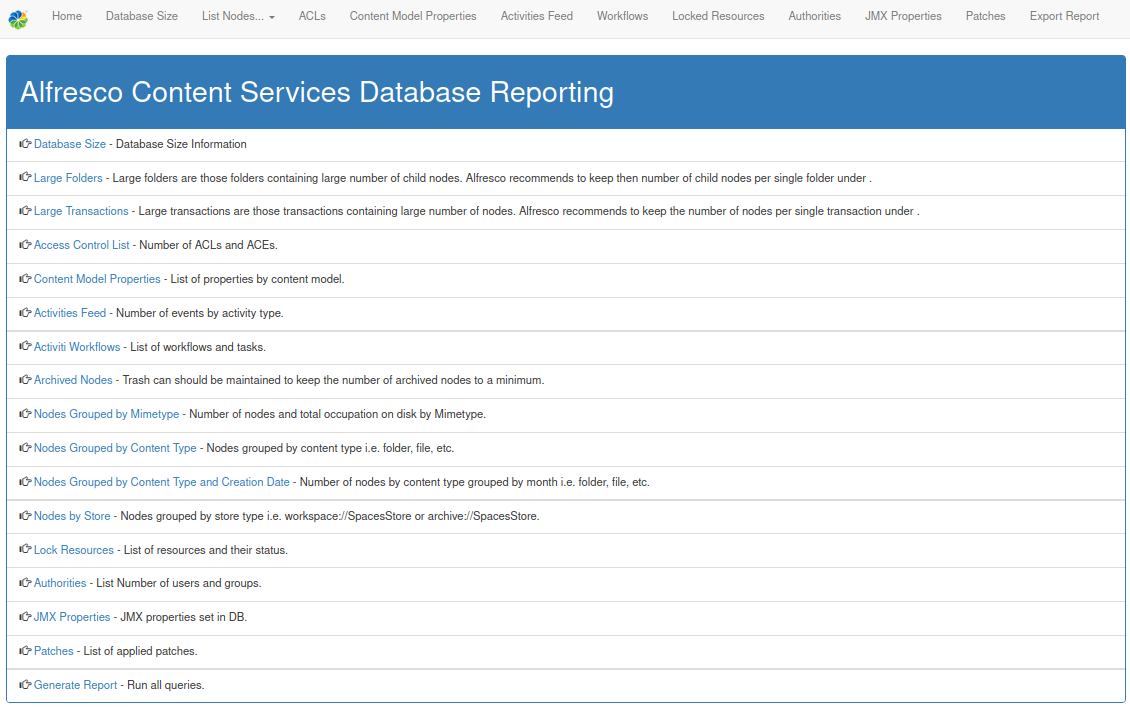 Home Database Size List Nodes... ACLs Content Model Properties Activities Feed Workflows Locked Resources Authorities JMX Properties Patches Export Report
Alfresco Content Services Database Reporting
Database Size - Database Size Information
Large Folders - Large folders are those folders containing large number of child nodes. Alfresco recommends to keep then number of child nodes per single folder under .
Large Transactions - Large transactions are those transactions containing large number of nodes. Alfresco recommends to keep the number of nodes per single transaction under .
Access Control List - Number of ACLs and ACEs.
Content Model Properties - List of properties by content model.
Activities Feed - Number of events by activity type.
Activiti Workflows - List of workflows and tasks.
Archived Nodes - Trash can should be maintained to keep the number of archived nodes to a minimum.
Nodes Grouped by Mimetype - Number of nodes and total occupation on disk by Mimetype.
Nodes Grouped by Content Type - Nodes grouped by content type i.e. folder, file, etc.
Nodes Grouped by Content Type and Creation Date - Number of nodes by content type grouped by month i.e. folder, file, etc.
Nodes by Store - Nodes grouped by store type i.e. workspace://SpacesStore or archive://SpacesStore.
Lock Resources - List of resources and their status.
Authorities - List Number of users and groups.
JMX Properties - JMX properties set in DB.
Patches - List of applied patches.
Generate Report - Run all queries.